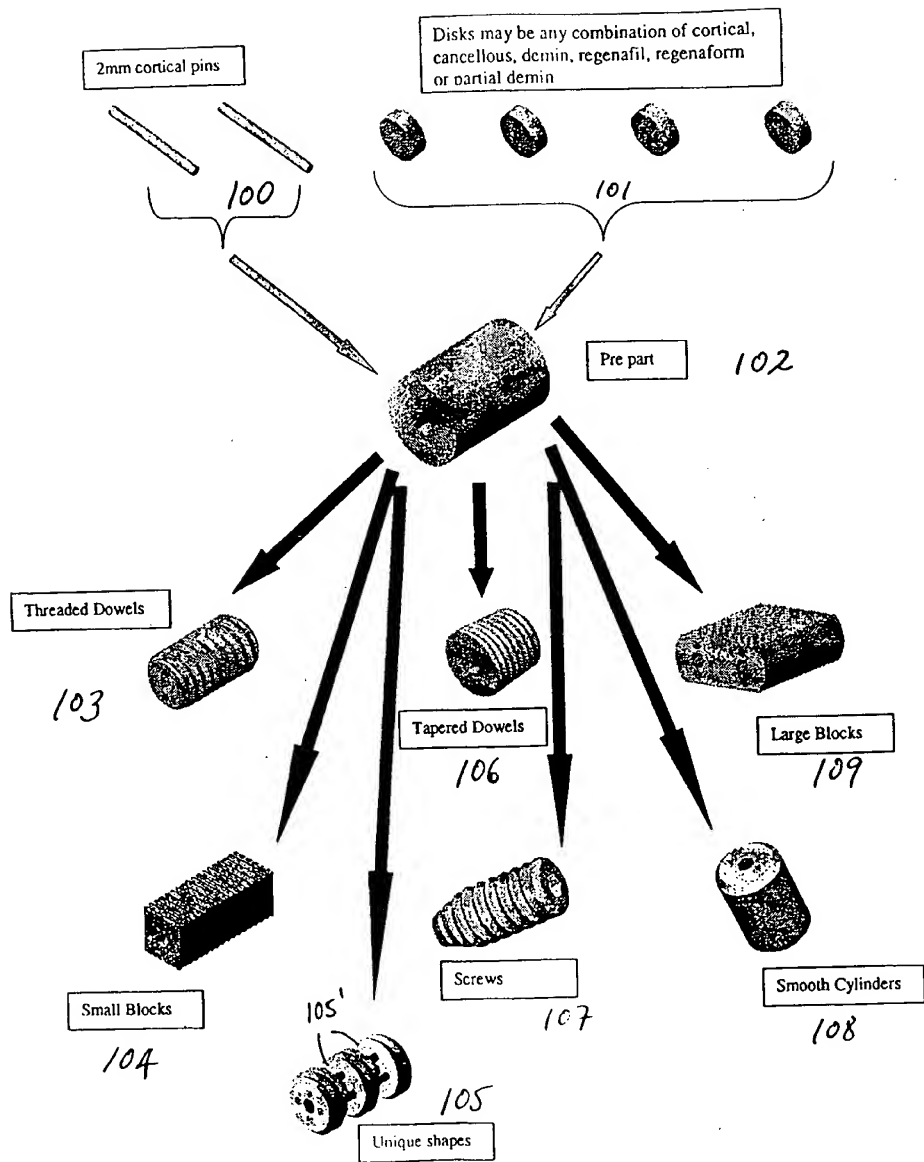 Disks may be any combination of cortical,
cancellous, demin, regenafil, regenaform
or partial demin
2mm cortical pins
100
101
Pre part
102
Threaded Dowels
103
Tapered Dowels
106
Large Blocks
109
Small Blocks
104
105'
105
Unique shapes
Screws
107
Smooth Cylinders
108